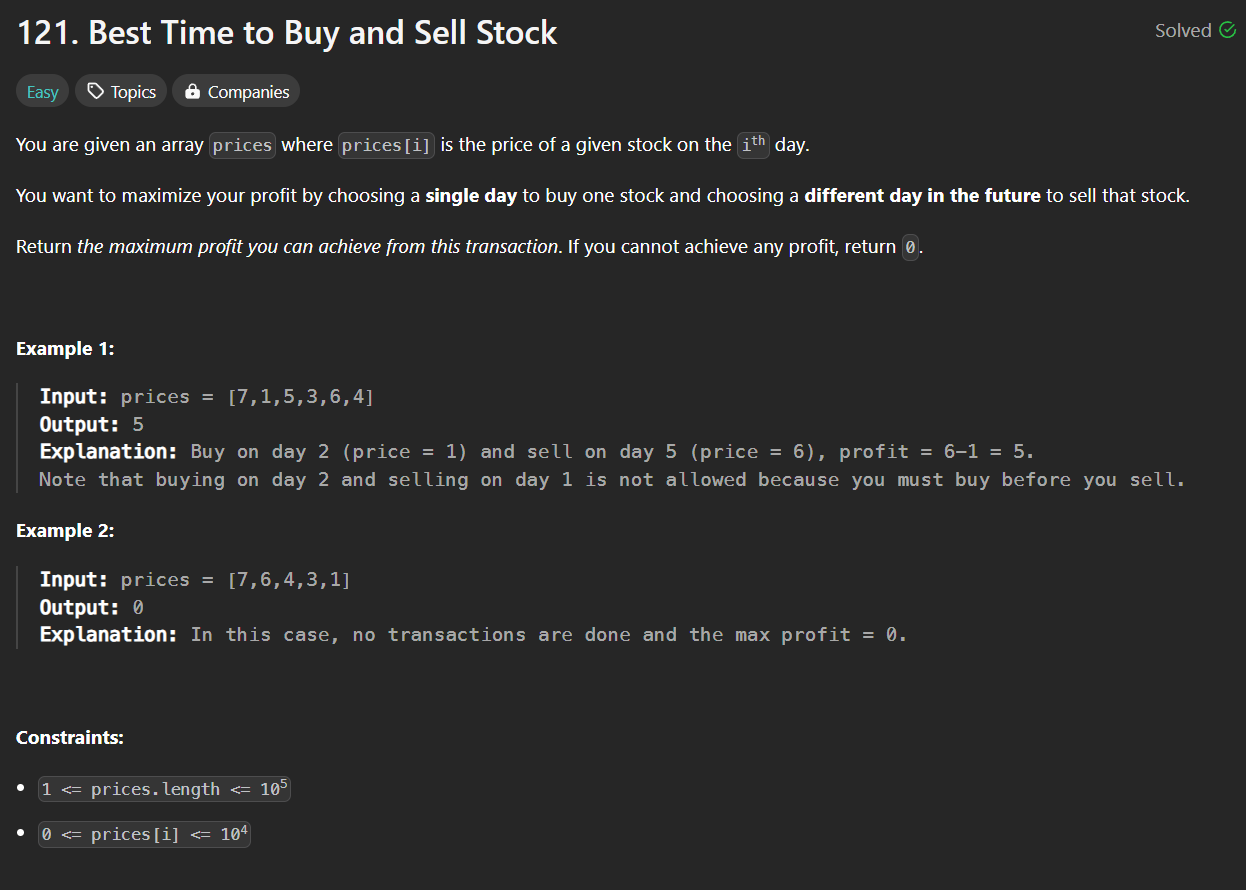 121. Best Time to Buy and Sell Stock
Solved
Easy
Topics
Companies
You are given an array prices where prices[i] is the price of a given stock on the ith day.
You want to maximize your profit by choosing a single day to buy one stock and choosing a different day in the future to sell that stock.
Return the maximum profit you can achieve from this transaction. If you cannot achieve any profit, return 0.
Example 1:
Input: prices = [7,1,5,3,6,4]
Output: 5
Explanation: Buy on day 2 (price = 1) and sell on day 5 (price = 6), profit = 6-1 = 5.
Note that buying on day 2 and selling on day 1 is not allowed because you must buy before you sell.
Example 2:
Input: prices = [7,6,4,3,1]
Output: 0
Explanation: In this case, no transactions are done and the max profit = 0.
Constraints:
• 1 <= prices.length <= 10⁵
• 0 <= prices[i] <= 10⁴